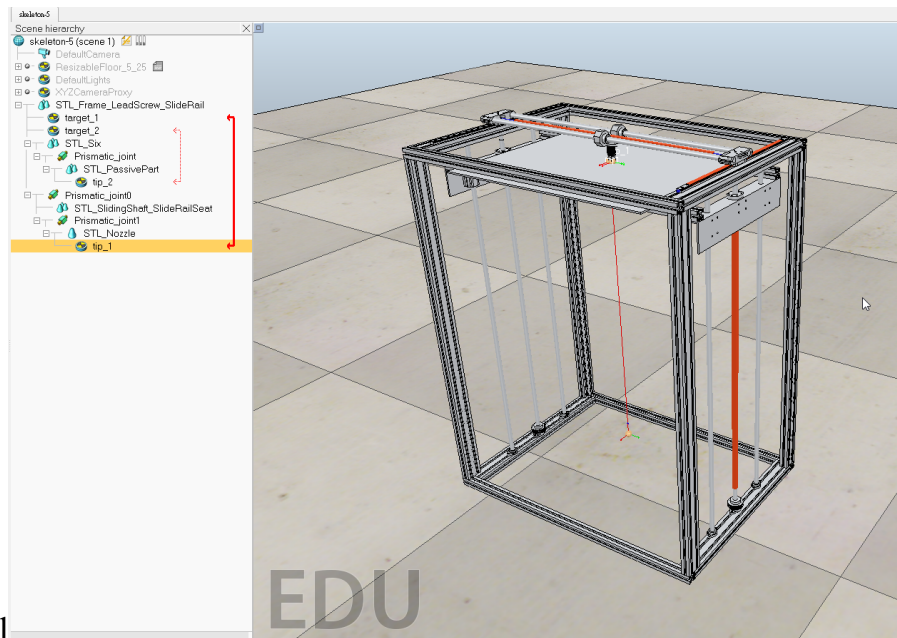 skeleton-5
Scene hierarchy
skeleton-5 (scene 1)
DefaultCamera
ResizableFloor_5_25
DefaultLights
XYZCameraProxy
STL_Frame_LeadScrew_SlideRail
target_1
target_2
STL_Six
Prismatic_joint
STL_PassivePart
tip_2
Prismatic_joint0
STL_SlidingShaft_SlideRailSeat
Prismatic_joint1
STL_Nozzle
tip_1
EDU
1